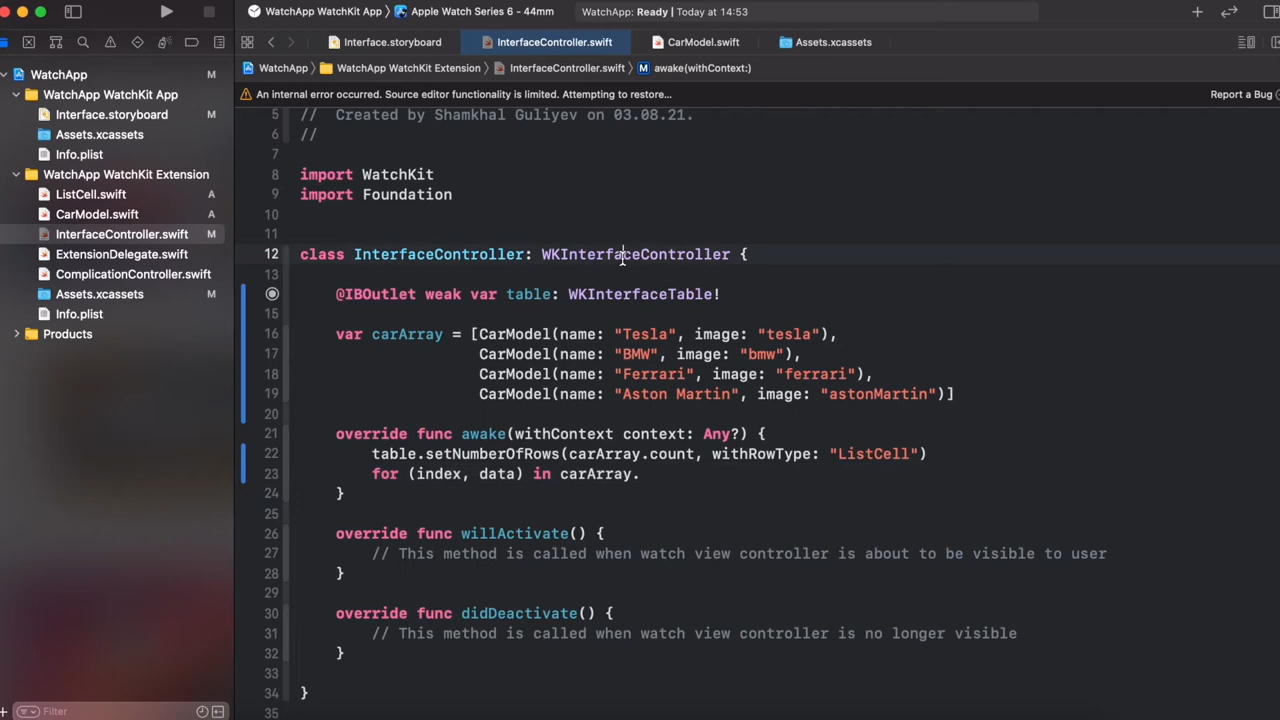 WatchApp WatchKit App  Apple Watch Series 6 - 44mm  WatchApp: Ready | Today at 14:53
Interface.storyboard  InterfaceController.swift  CarModel.swift  Assets.xcassets
WatchApp  WatchKit Extension  InterfaceController.swift  M awake(withContext:)
An internal error occurred. Source editor functionality is limited. Attempting to restore...  Report a Bug
WatchApp M
WatchApp WatchKit App
Interface.storyboard M
Assets.xcassets
Info.plist
WatchApp WatchKit Extension
ListCell.swift A
CarModel.swift A
InterfaceController.swift M
ExtensionDelegate.swift
ComplicationController.swift
Assets.xcassets
Info.plist
Products
Filter
5 //  Created by Shamkhal Guliyev on 03.08.21.
6 //
7
8 import WatchKit
9 import Foundation
10
11
12 class InterfaceController: WKInterfaceController {
13
@IBOutlet weak var table: WKInterfaceTable!
15
16 var carArray = [CarModel(name: "Tesla", image: "tesla"),
17 CarModel(name: "BMW", image: "bmw"),
18 CarModel(name: "Ferrari", image: "ferrari"),
19 CarModel(name: "Aston Martin", image: "astonMartin")]
20
21 override func awake(withContext context: Any?) {
22 table.setNumberOfRows(carArray.count, withRowType: "ListCell")
23 for (index, data) in carArray.
24 }
25
26 override func willActivate() {
27 // This method is called when watch view controller is about to be visible to user
28 }
29
30 override func didDeactivate() {
31 // This method is called when watch view controller is no longer visible
32 }
33
34 }
35